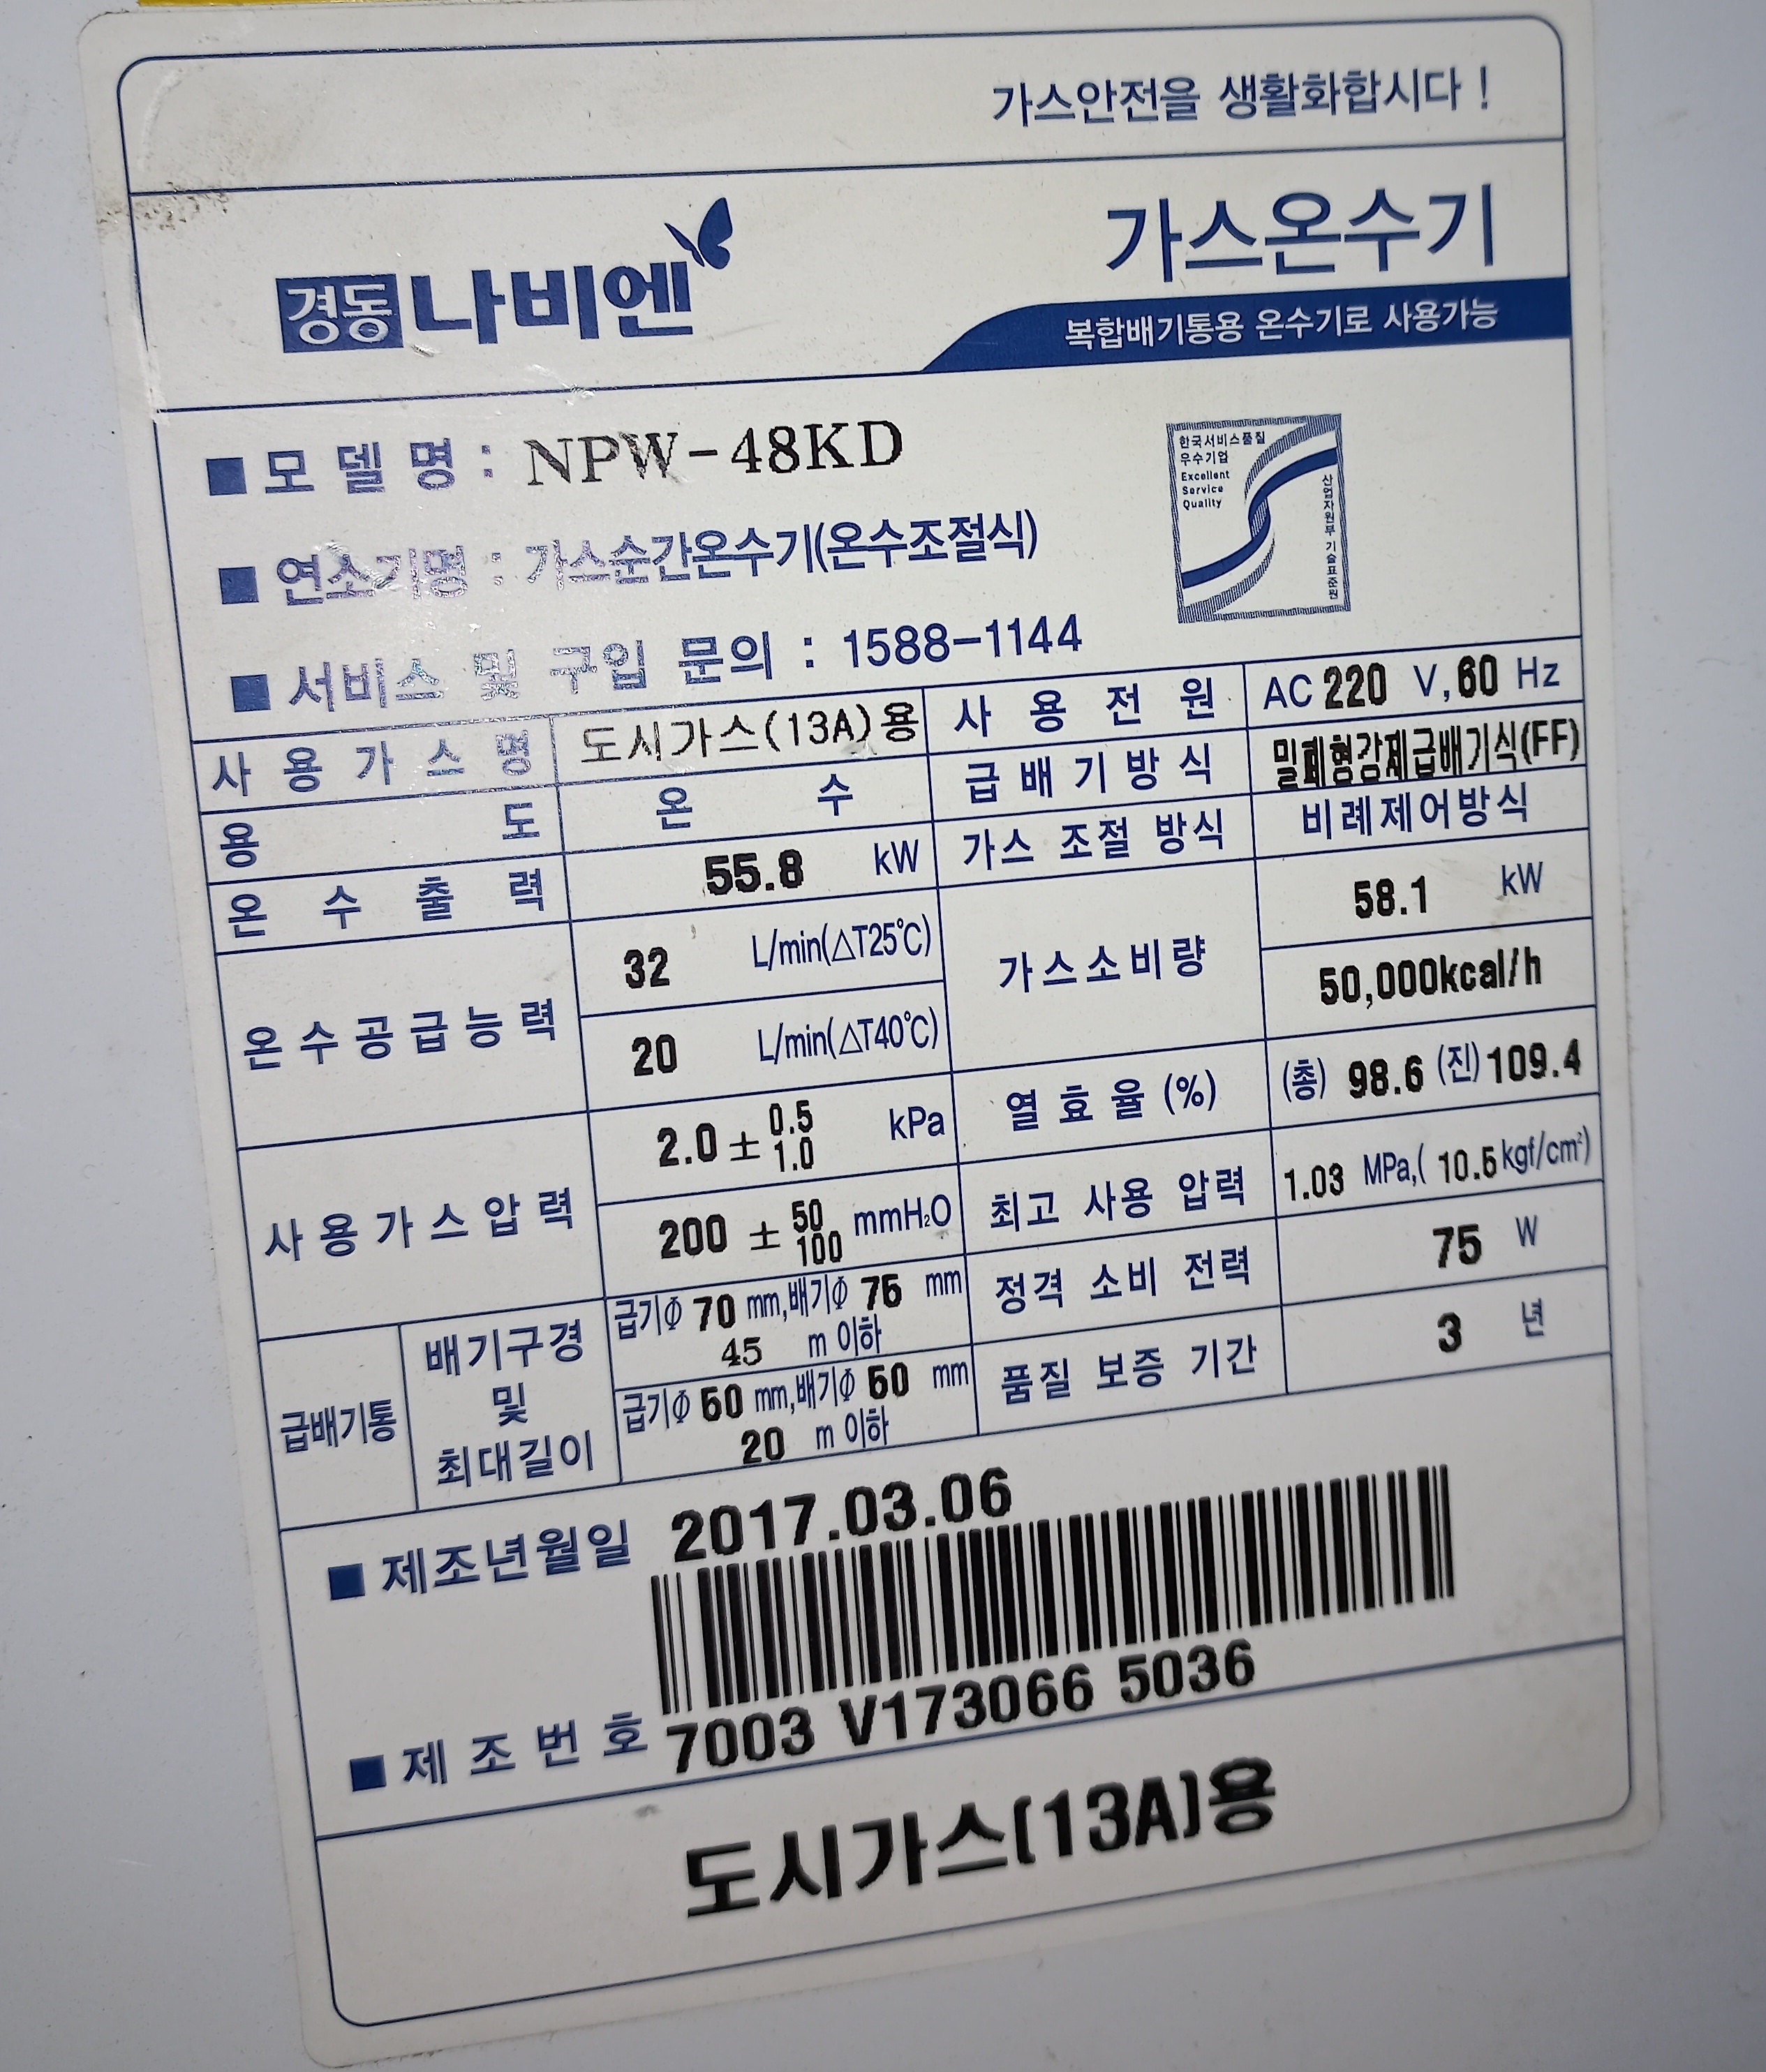 가스안전을 생활화합시다 !
경동 나비엔
가스온수기
복합배기통용 온수기로 사용가능
■ 모 델 명 : NPW-48KD
■ 연소기명 : 가스순간온수기(온수조절식)
■ 서비스 및 구입 문의 : 1588-1144
한국서비스품질
우수기업
Excellent
Service
Quality
산업자원부 기술표준원
사 용 가 스 명 도시가스(13A)용 사 용 전 원 AC 220 V, 60 Hz
용 도 온 수 급 배 기 방 식 밀폐형강제급배기식(FF)
온 수 출 력 55.8 kW 가스 조절 방식 비례제어방식
온 수 공 급 능 력 32 L/min(△T25℃) 가 스 소 비 량 58.1 kW
20 L/min(△T40℃) 50,000kcal/h
사 용 가 스 압 력 2.0 ± 0.5 1.0 kPa 열 효 율 (%) (총) 98.6 (진) 109.4
200 ± 50 100 mmH₂O 최고 사용 압력 1.03 MPa,( 10.5 kgf/cm²)
급배기통 배기구경 및 최대길이 급기Φ 70 mm,배기Φ 75 mm 정격 소비 전력 75 W
45 m 이하
급기Φ 60 mm,배기Φ 60 mm 품질 보증 기간 3 년
20 m 이하
■ 제조년월일 2017.03.06
■ 제 조 번 호 7003 V173066 5036
도시가스(13A)용